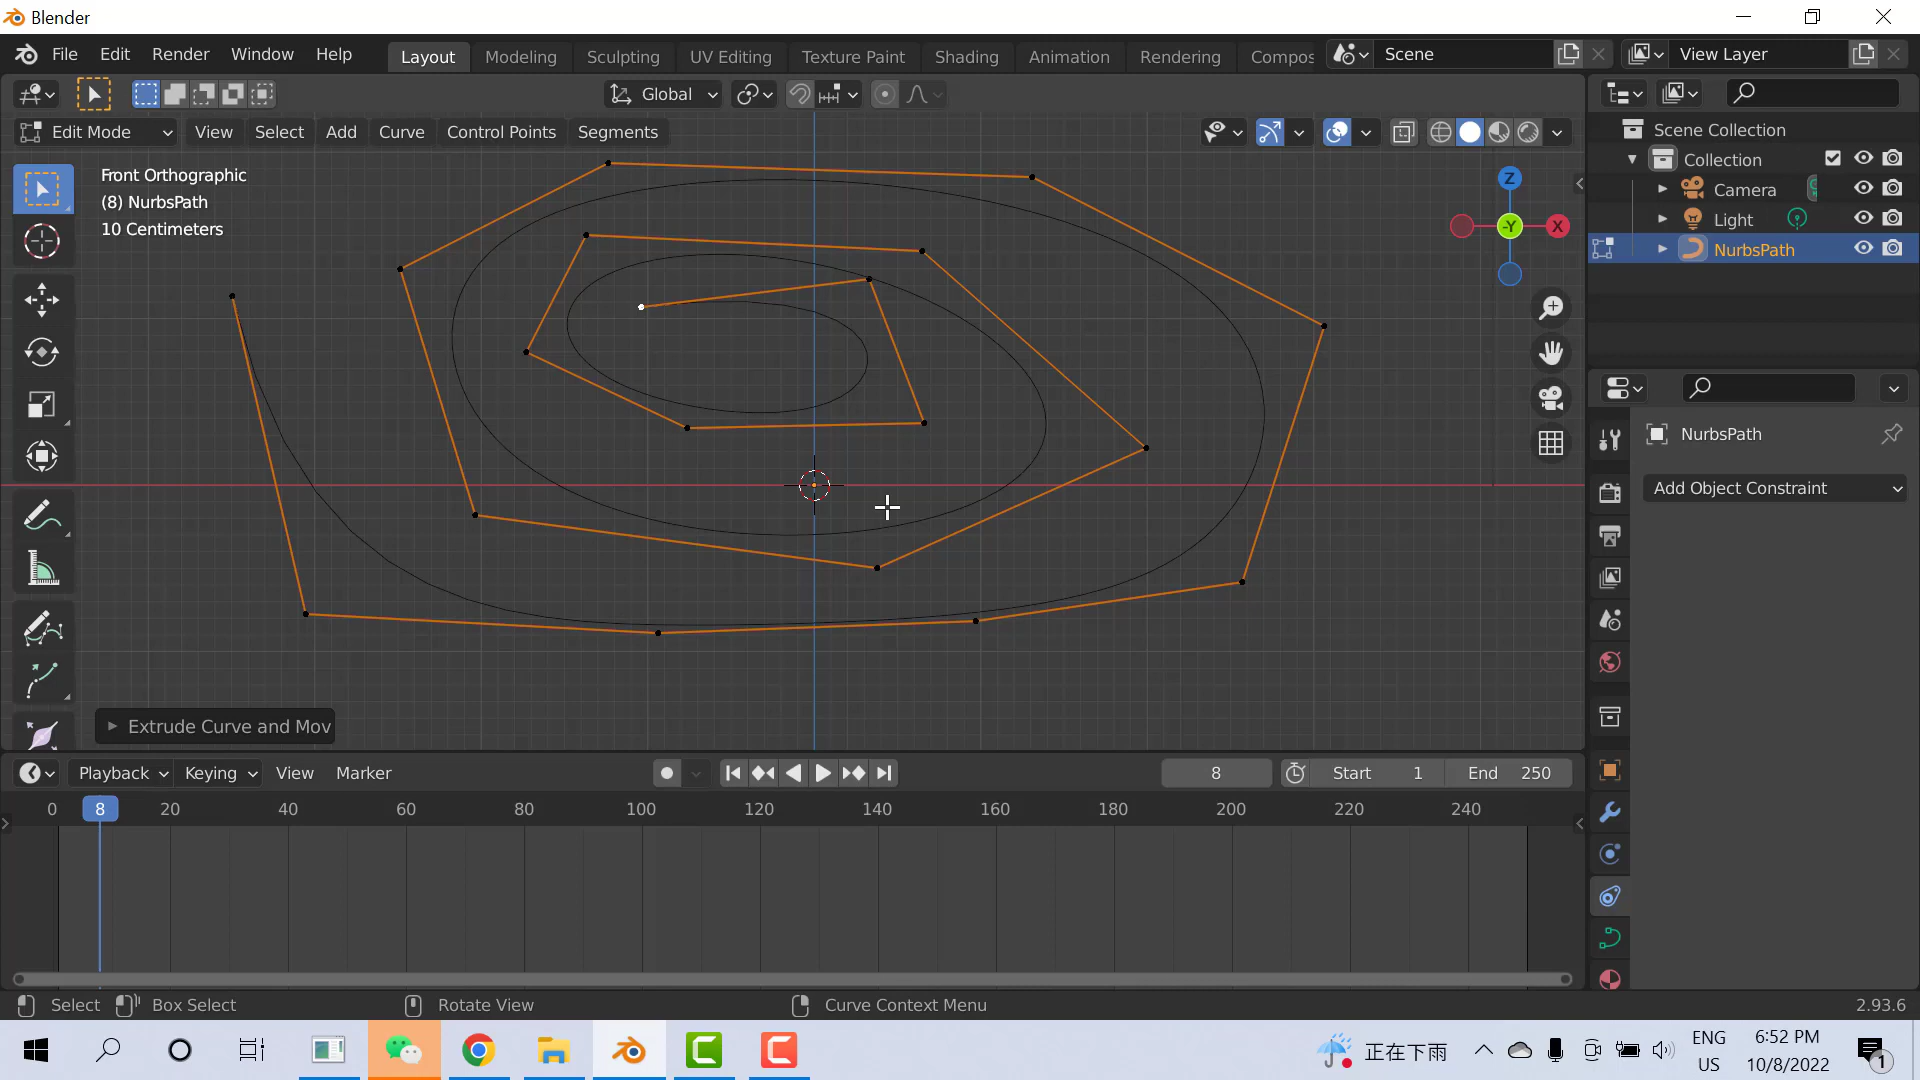 Blender
File Edit Render Window Help
Layout Modeling Sculpting UV Editing Texture Paint Shading Animation Rendering Compos
Scene
View Layer
Global
Edit Mode View Select Add Curve Control Points Segments
Front Orthographic
(8) NurbsPath
10 Centimeters
Z
-Y
X
Scene Collection
Collection
Camera
Light
NurbsPath
NurbsPath
Add Object Constraint
Extrude Curve and Mov
Playback Keying View Marker
8
Start 1
End 250
0 8 20 40 60 80 100 120 140 160 180 200 220 240
Select Box Select Rotate View Curve Context Menu 2.93.6
正在下雨
ENG
US
6:52 PM
10/8/2022
1